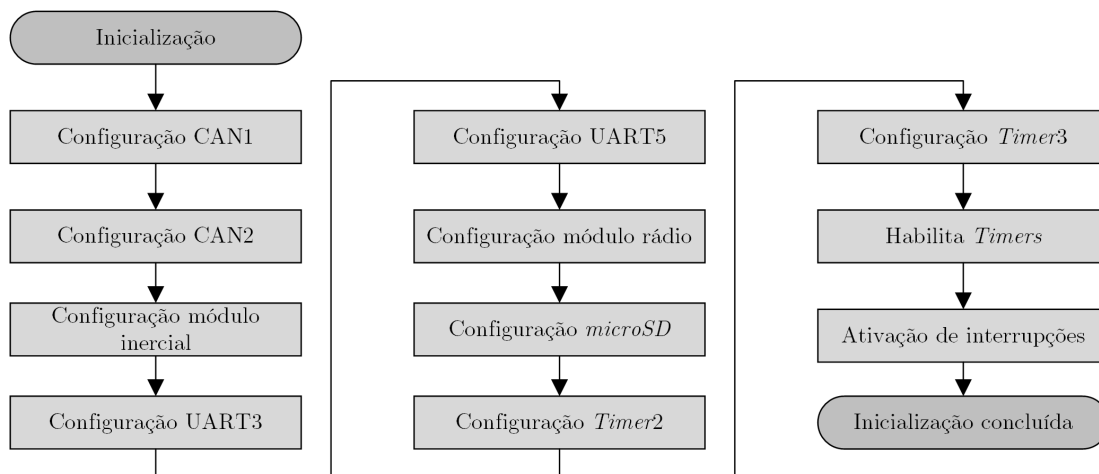 Inicialização
Configuração CAN1
Configuração CAN2
Configuração módulo
inercial
Configuração UART3
Configuração UART5
Configuração módulo rádio
Configuração microSD
Configuração Timer2
Configuração Timer3
Habilita Timers
Ativação de interrupções
Inicialização concluída